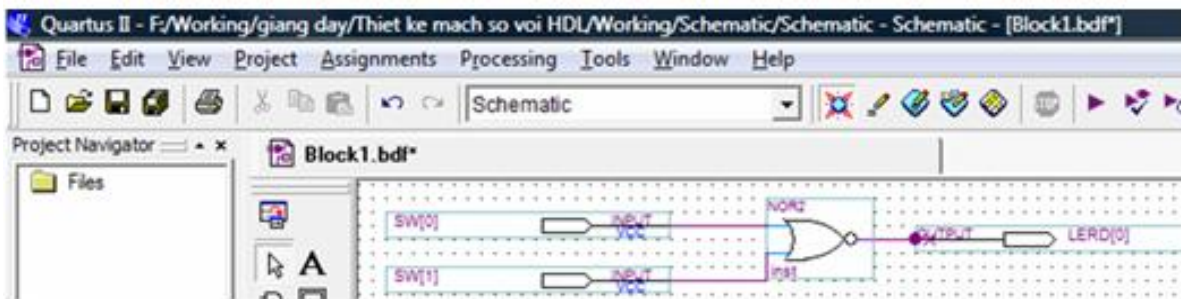 Quartus II - F:/Working/giang day/Thiet ke mach so voi HDL/Working/Schematic/Schematic - Schematic - [Block1.bdf*]
File Edit View Project Assignments Processing Tools Window Help
Schematic
STOP
Project Navigator
Block1.bdf*
Files
A
NOR2
SW[0]
INPUT
VCC
OUTPUT
LERD[0]
SW[1]
INPUT
VCC
inst